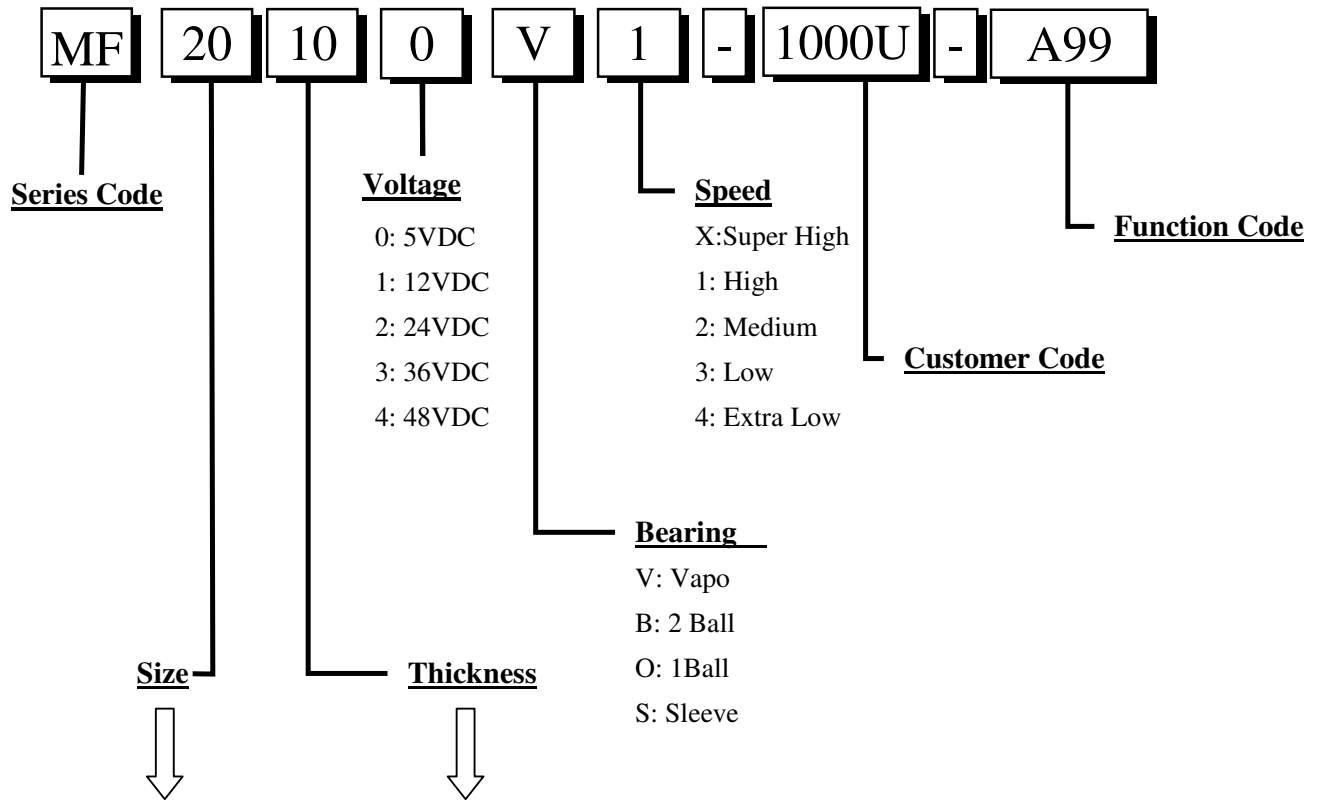 MF 20 10 0 V 1 - 1000U - A99
Series Code
Voltage
0: 5VDC
1: 12VDC
2: 24VDC
3: 36VDC
4: 48VDC
Speed
X:Super High
1: High
2: Medium
3: Low
4: Extra Low
Function Code
Customer Code
Bearing
V: Vapo
B: 2 Ball
O: 1Ball
S: Sleeve
Size
Thickness